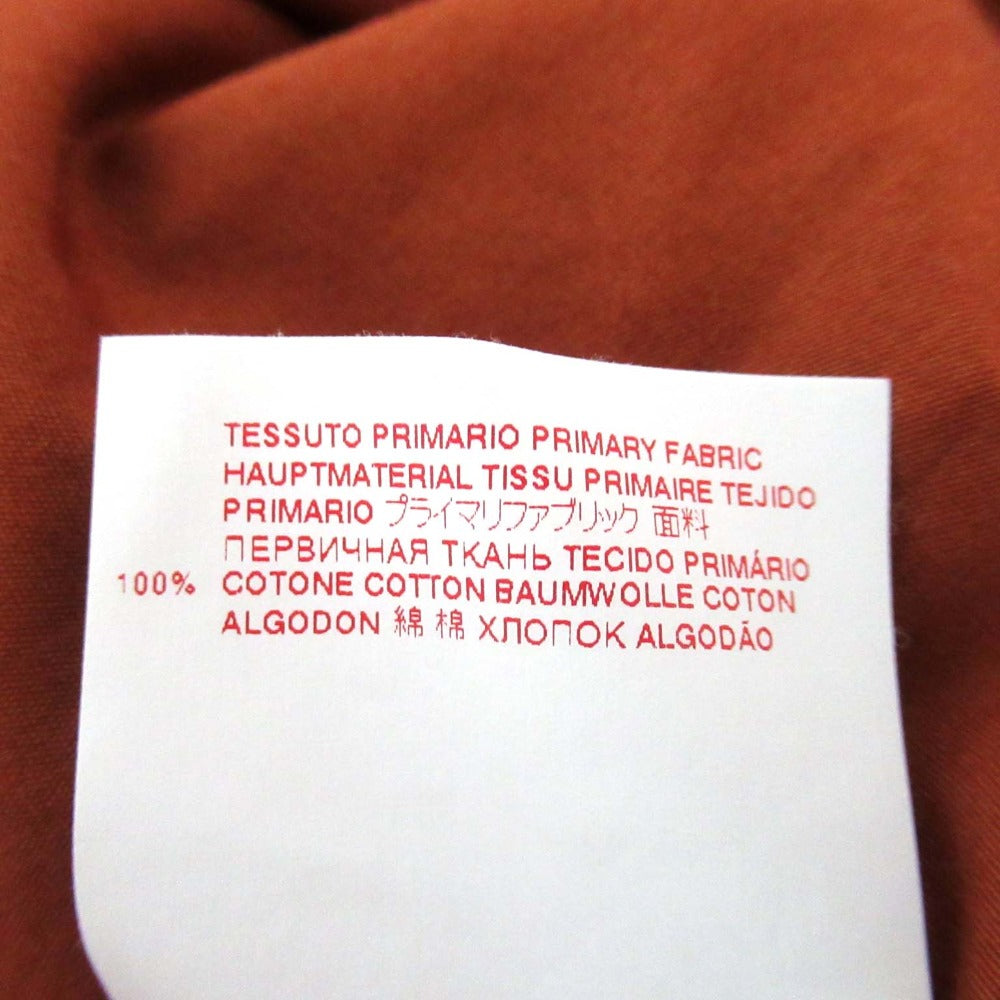 TESSUTO PRIMARIO PRIMARY FABRIC
HAUPTMATERIAL TISSU PRIMAIRE TEJIDO
PRIMARIO プライマリファブリック 面料
ПЕРВИЧНАЯ ТКАНЬ TECIDO PRIMÁRIO
100% COTONE COTTON BAUMWOLLE COTON
ALGODON 綿 棉 ХЛОПОК ALGODÃO